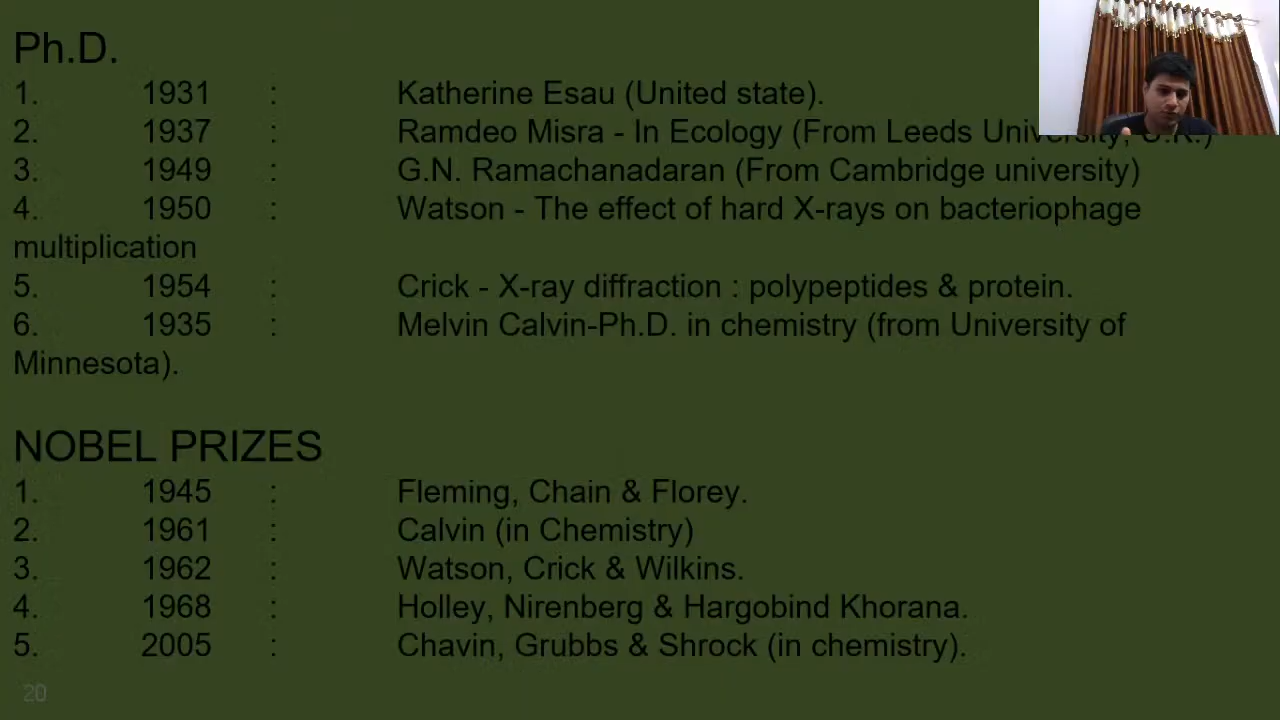 Ph.D.
1. 1931 : Katherine Esau (United state).
2. 1937 : Ramdeo Misra - In Ecology (From Leeds University, U.K.)
3. 1949 : G.N. Ramachanadaran (From Cambridge university)
4. 1950 : Watson - The effect of hard X-rays on bacteriophage
multiplication
5. 1954 : Crick - X-ray diffraction : polypeptides & protein.
6. 1935 : Melvin Calvin-Ph.D. in chemistry (from University of
Minnesota).
NOBEL PRIZES
1. 1945 : Fleming, Chain & Florey.
2. 1961 : Calvin (in Chemistry)
3. 1962 : Watson, Crick & Wilkins.
4. 1968 : Holley, Nirenberg & Hargobind Khorana.
5. 2005 : Chavin, Grubbs & Shrock (in chemistry).
20